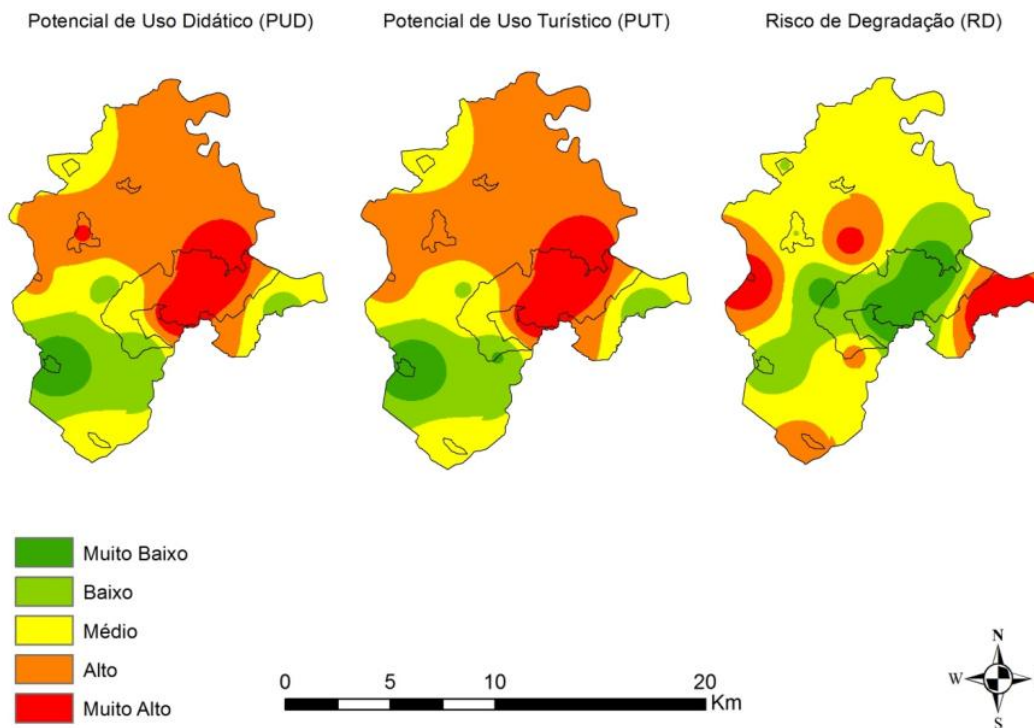 Potencial de Uso Didático (PUD)
Potencial de Uso Turístico (PUT)
Risco de Degradação (RD)
Muito Baixo
Baixo
Médio
Alto
Muito Alto
0 5 10 20
Km
N
W
S